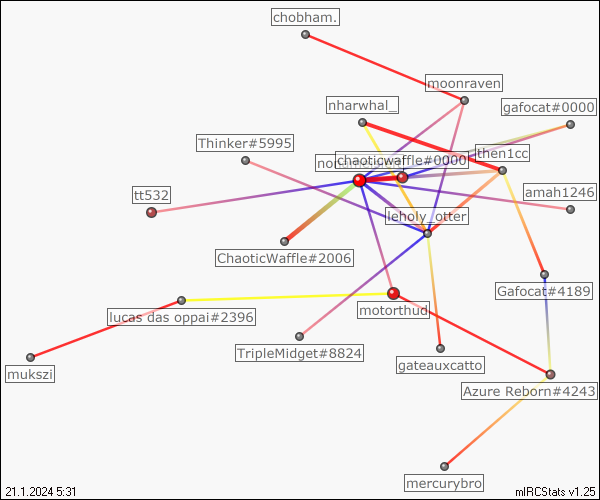 chobham.
moonraven
nharwhal_
gafocat#0000
Thinker#5995
then1cc
chaoticwaffle#0000
tt532
amah1246
leholy_otter
ChaoticWaffle#2006
Gafocat#4189
motorthud
lucas das oppai#2396
TripleMidget#8824
gateauxcatto
mukszi
Azure Reborn#4243
mercurybro
21.1.2024 5:31
mIRCStats v1.25